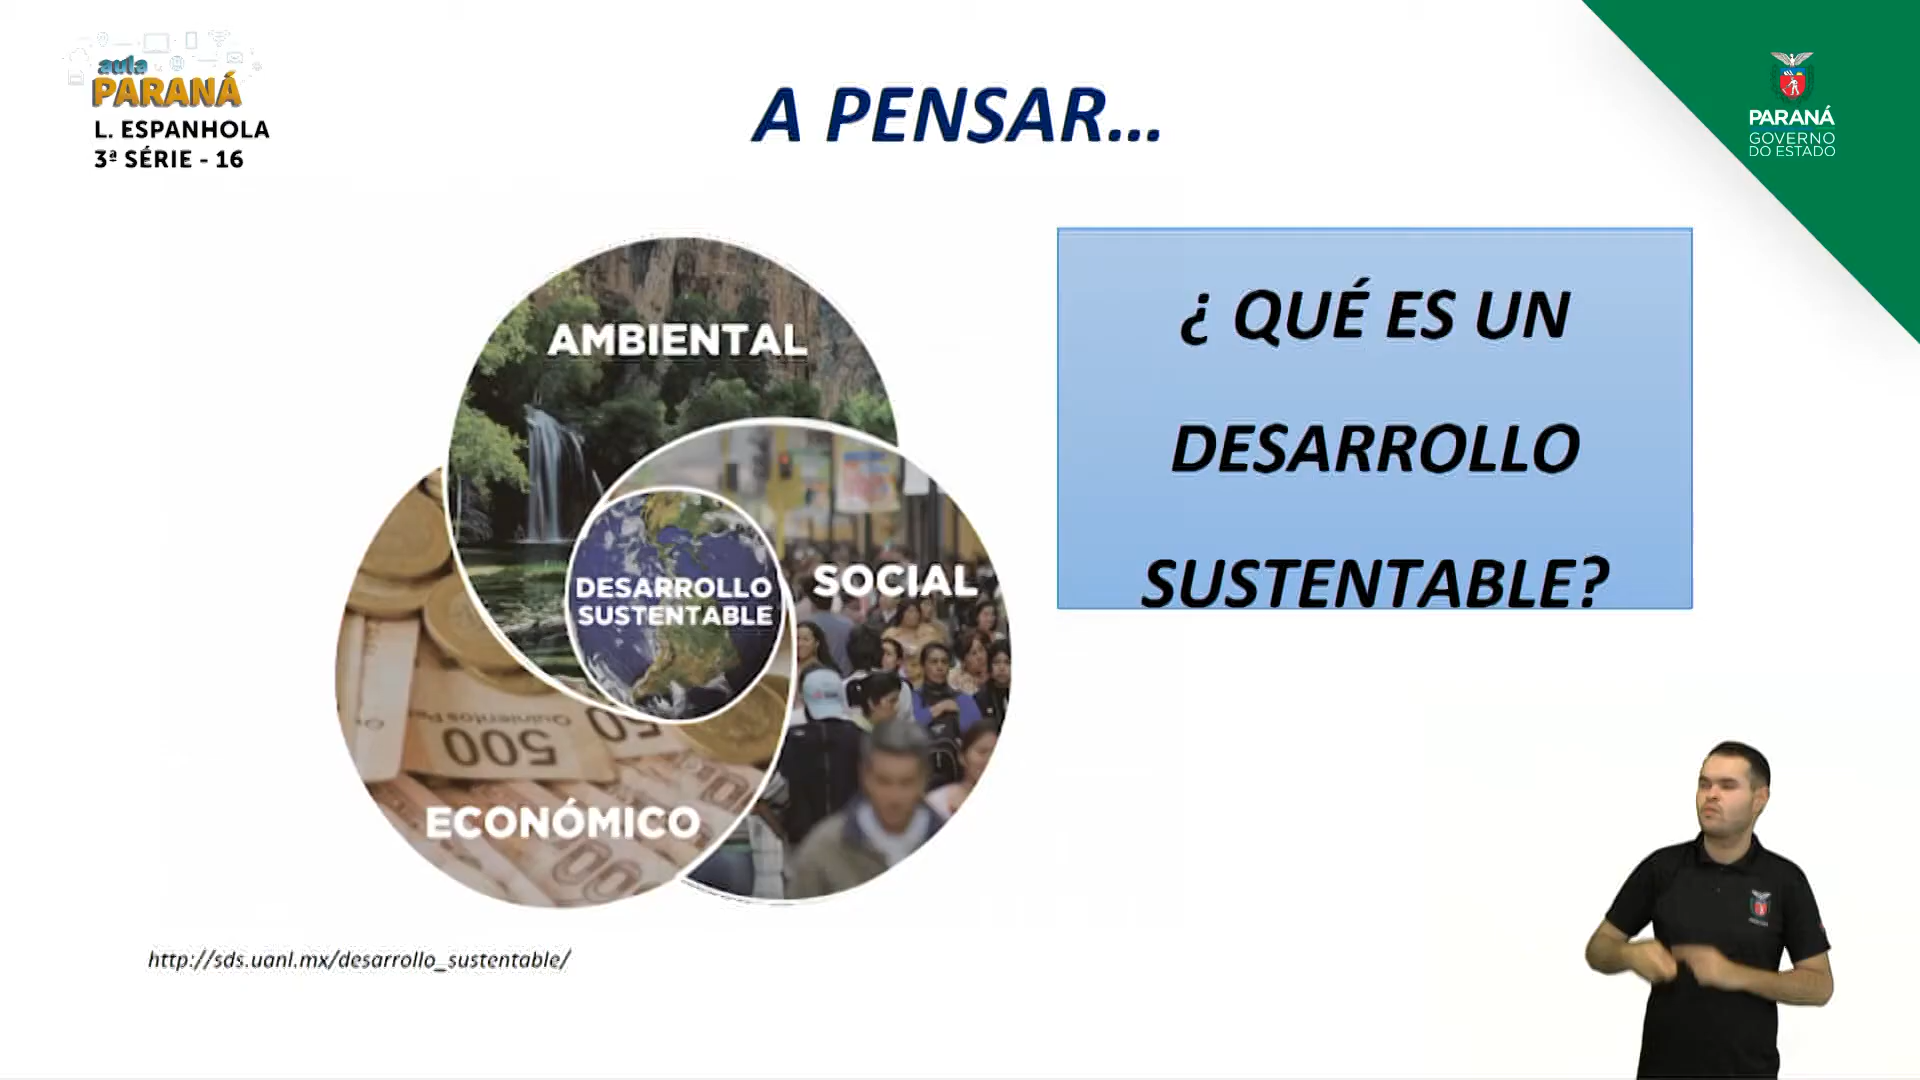 aula
PARANÁ
L. ESPANHOLA
3ª SÉRIE - 16
A PENSAR...
PARANÁ
GOVERNO
DO ESTADO
¿ QUÉ ES UN
DESARROLLO
SUSTENTABLE?
AMBIENTAL
SOCIAL
DESARROLLO
SUSTENTABLE
500
50
ECONÓMICO
http://sds.uanl.mx/desarrollo_sustentable/